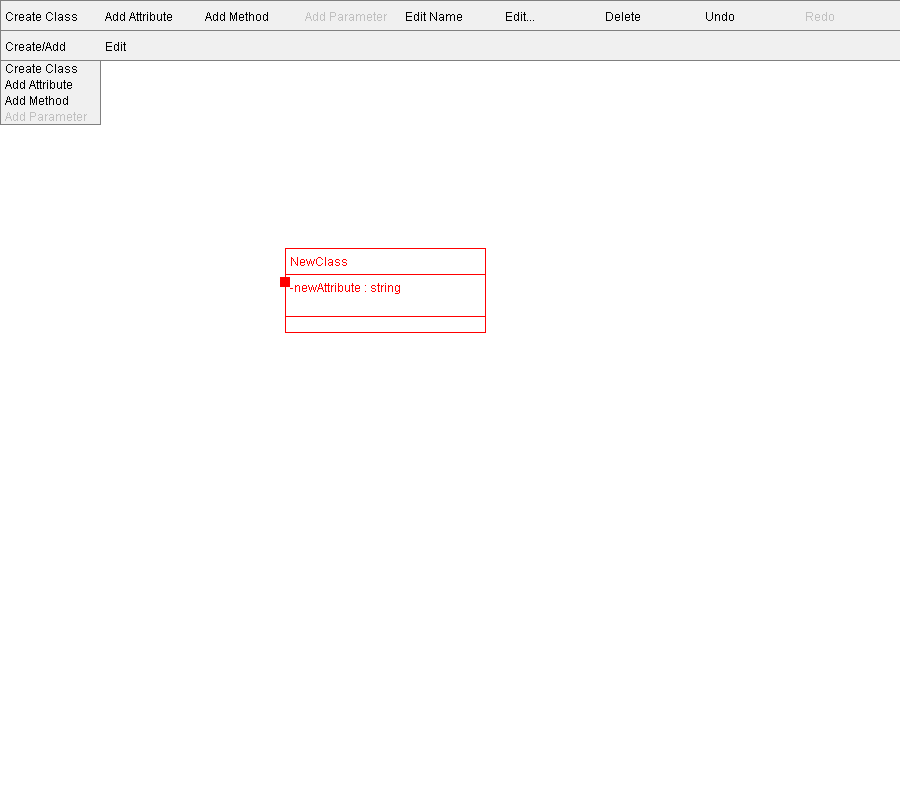 Create Class Add Attribute Add Method Add Parameter Edit Name Edit... Delete Undo Redo
Create/Add Edit
Create Class
Add Attribute
Add Method
Add Parameter
NewClass
-newAttribute : string